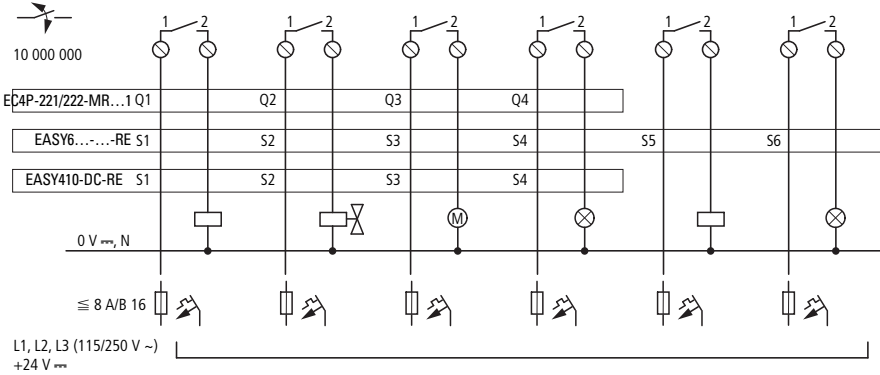 1 2 1 2 1 2 1 2 1 2 1 2
10 000 000
EC4P-221/222-MR…1 Q1 Q2 Q3 Q4
EASY6…-…-RE S1 S2 S3 S4 S5 S6
EASY410-DC-RE S1 S2 S3 S4
M
0 V ⎓, N
≦ 8 A/B 16
L1, L2, L3 (115/250 V ~)
+24 V ⎓